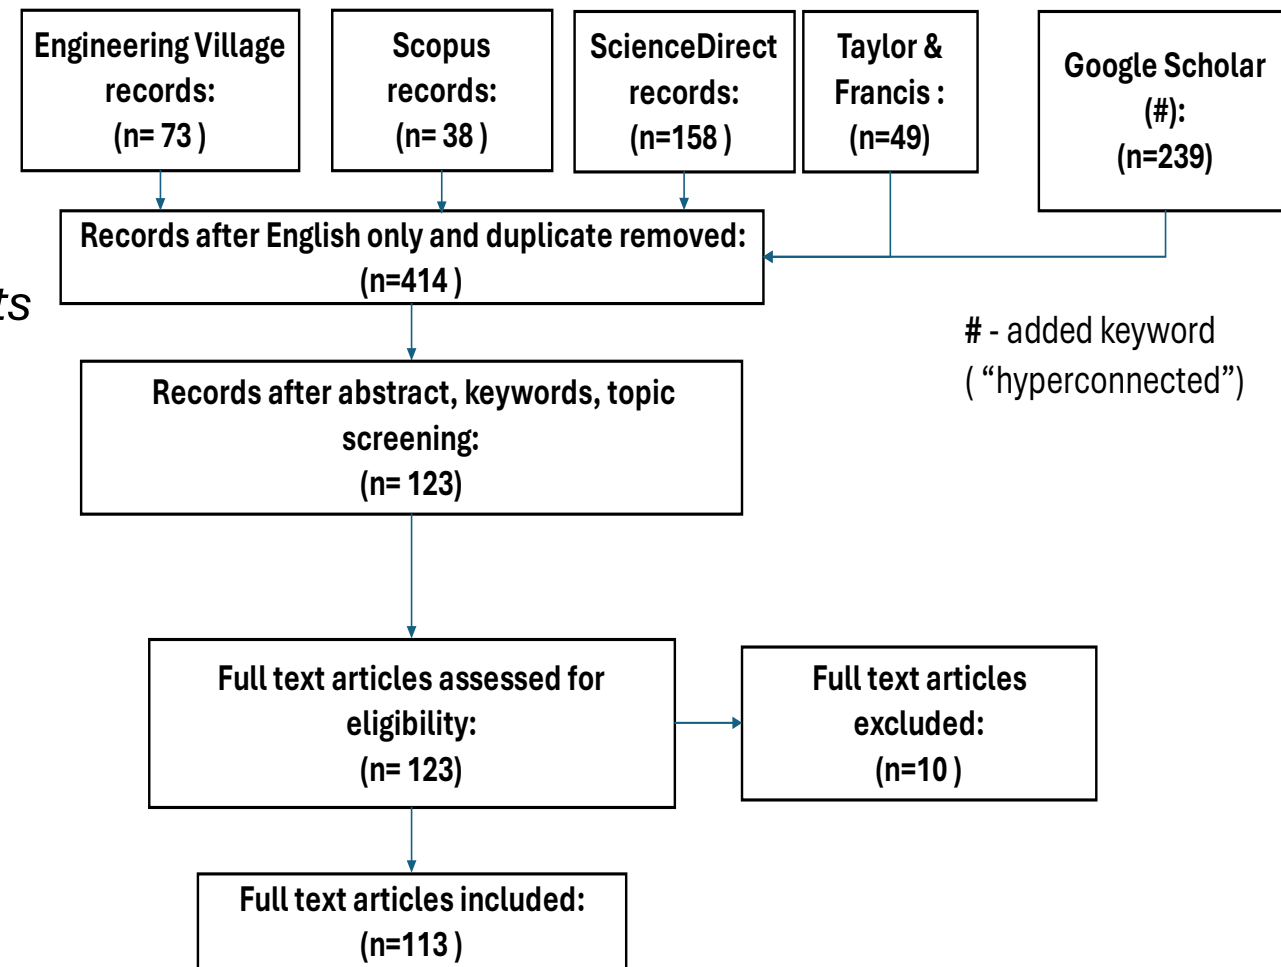 Engineering Village
records:
(n= 73 )
Scopus
records:
(n= 38 )
ScienceDirect
records:
(n=158 )
Taylor &
Francis :
(n=49)
Google Scholar
(#):
(n=239)
Records after English only and duplicate removed:
(n=414 )
ts
# - added keyword
( “hyperconnected”)
Records after abstract, keywords, topic
screening:
(n= 123)
Full text articles assessed for
eligibility:
(n= 123)
Full text articles
excluded:
(n=10 )
Full text articles included:
(n=113 )